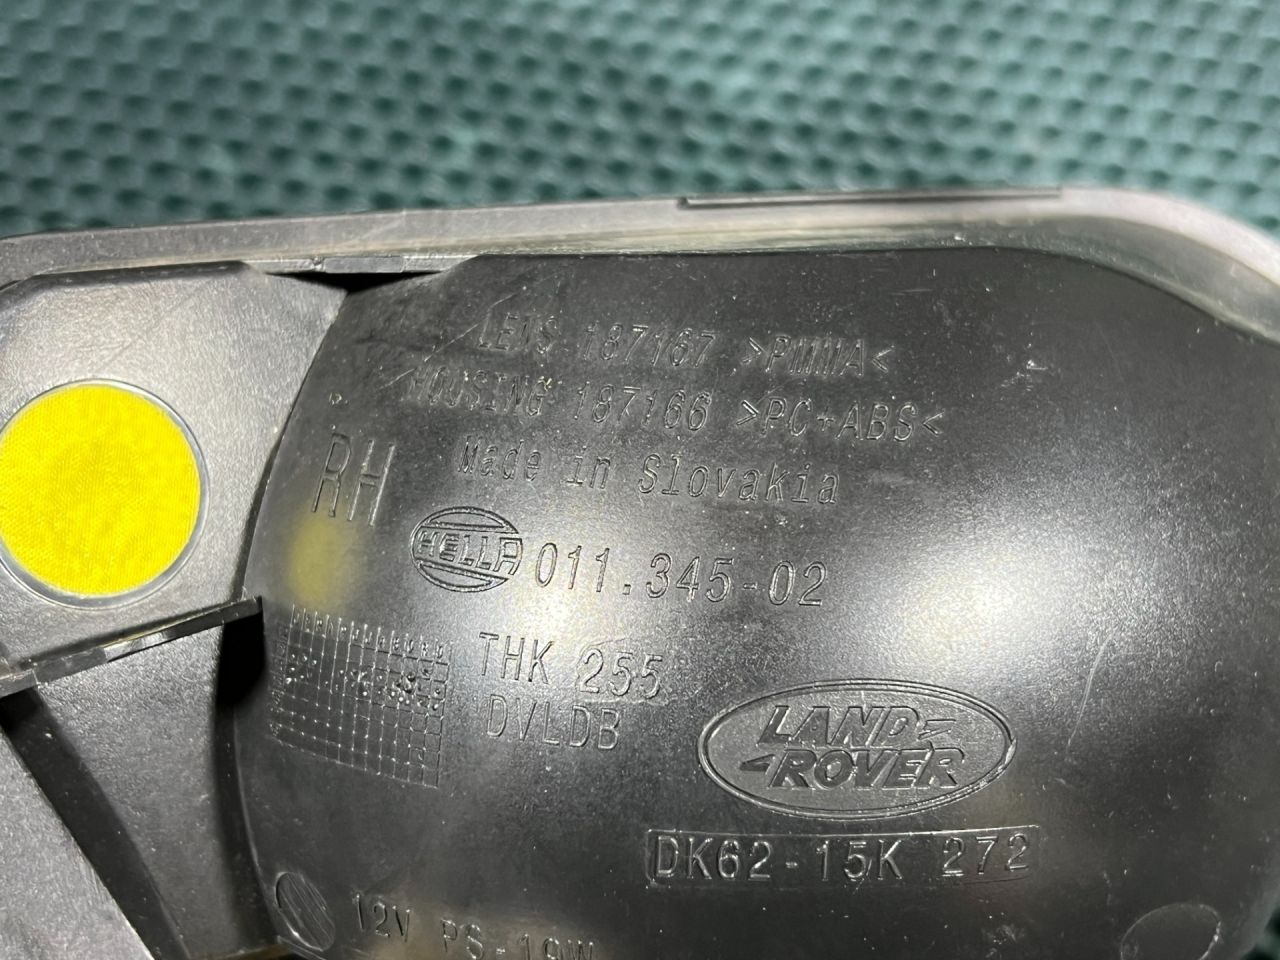 LENS 187167 >PMMA<
HOUSING 187166 >PC+ABS<
RH
Made in Slovakia
HELLA 011.345-02
THK 255
DVLDB
LAND
ROVER
DK62-15K 272
12V PS-19W